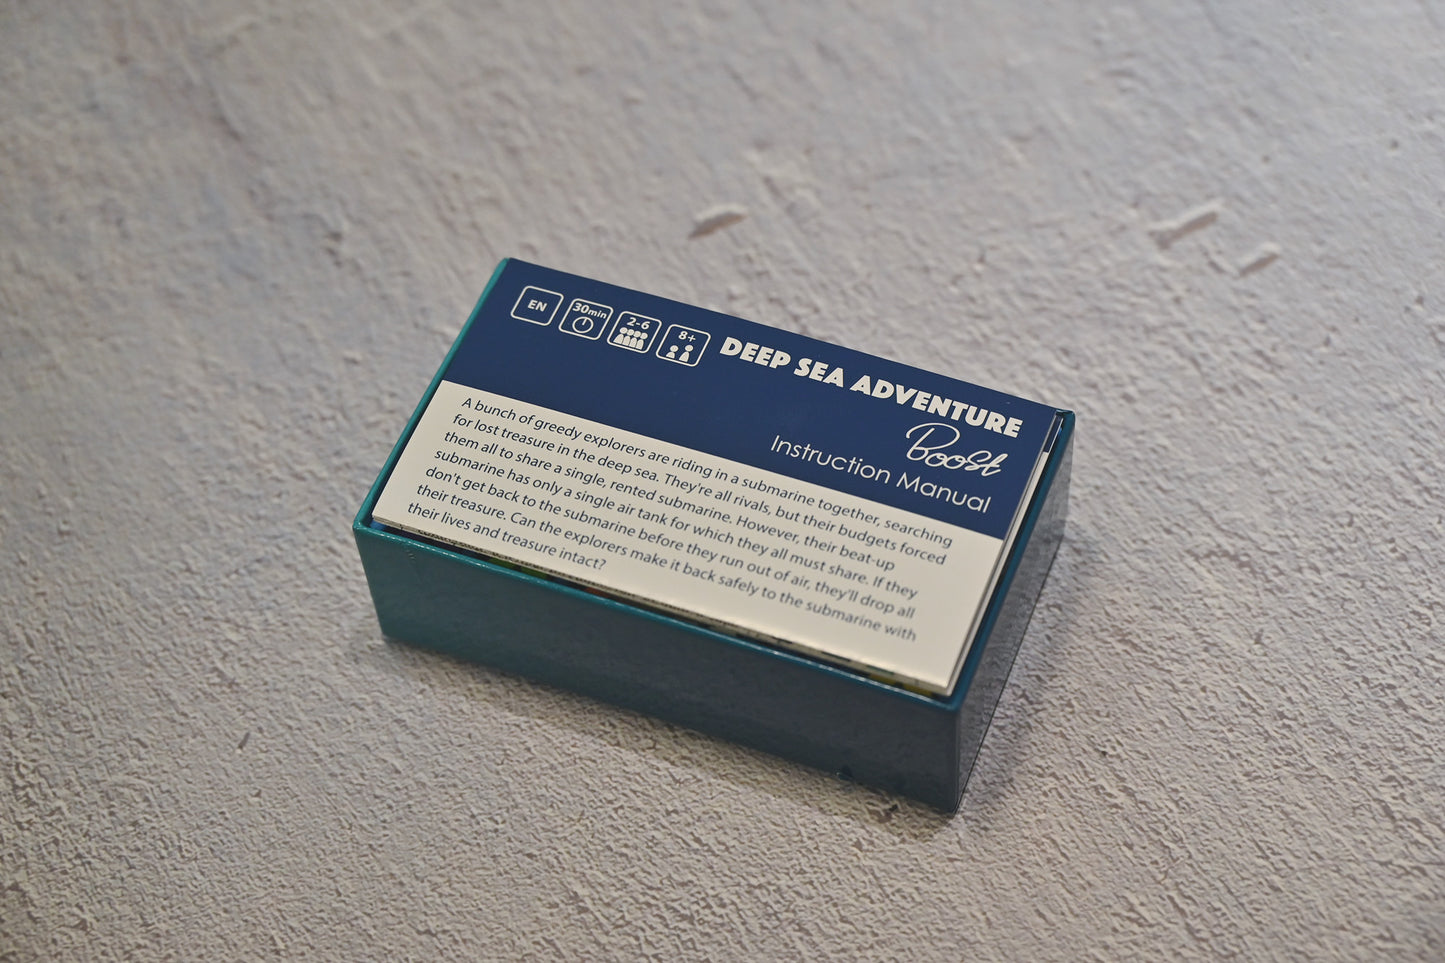 EN
30min
2-6
8+
DEEP SEA ADVENTURE
Boost
Instruction Manual
A bunch of greedy explorers are riding in a submarine together, searching
for lost treasure in the deep sea. They're all rivals, but their budgets forced
them all to share a single, rented submarine. However, their beat-up
submarine has only a single air tank for which they all must share. If they
don't get back to the submarine before they run out of air, they'll drop all
their treasure. Can the explorers make it back safely to the submarine with
their lives and treasure intact?